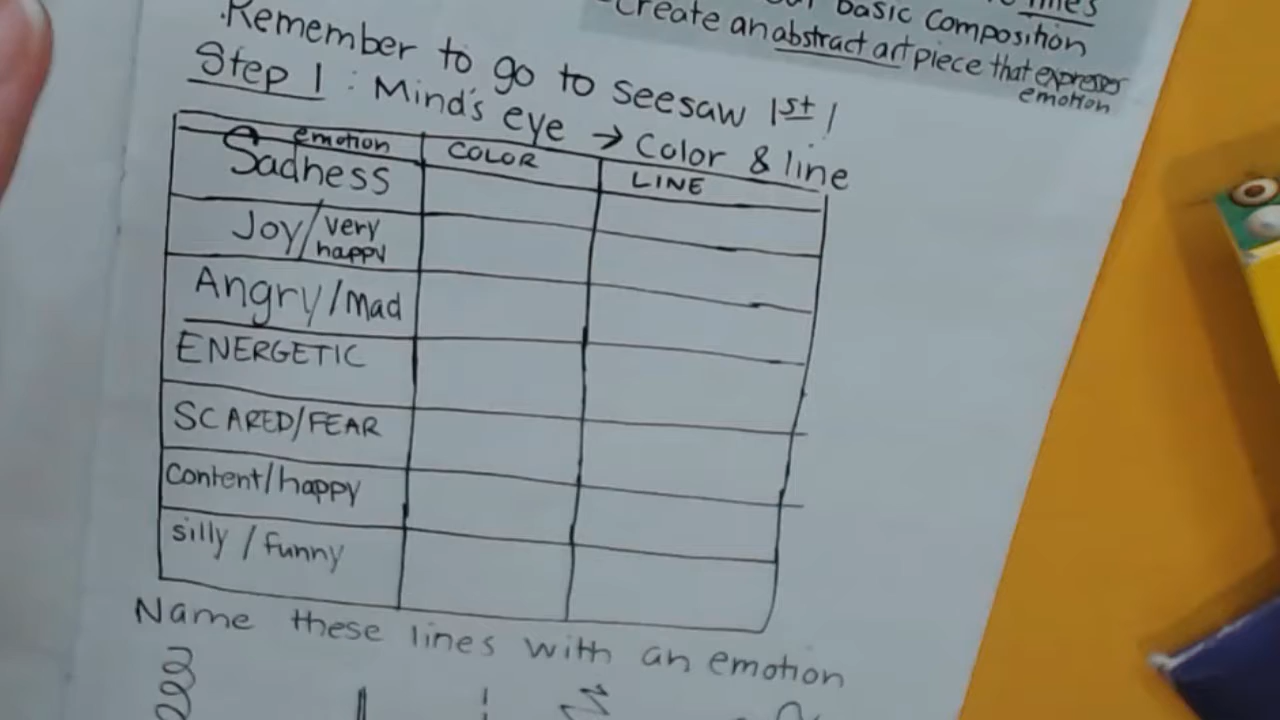 lines
basic composition
-Create an abstract art piece that expresses
emotion
Remember to go to seesaw 1st!
Step 1: Mind's eye → Color & line
emotion COLOR LINE
Sadness
Joy/very
happy
Angry/Mad
ENERGETIC
SCARED/FEAR
Content/happy
silly / funny
Name these lines with an emotion